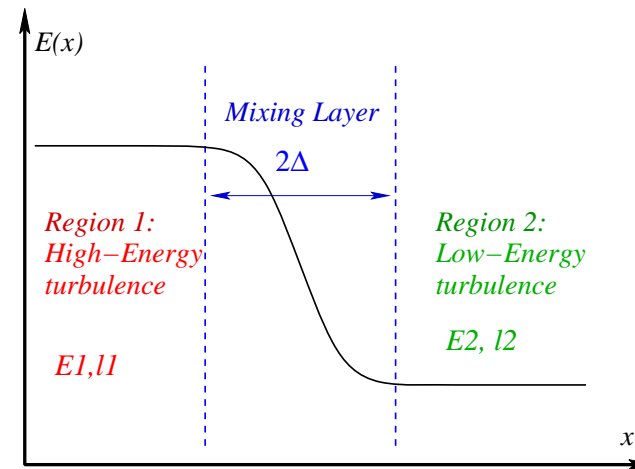 E(x)
Mixing Layer
2Δ
Region 1:
High−Energy
turbulence
E1,l1
Region 2:
Low−Energy
turbulence
E2, l2
x